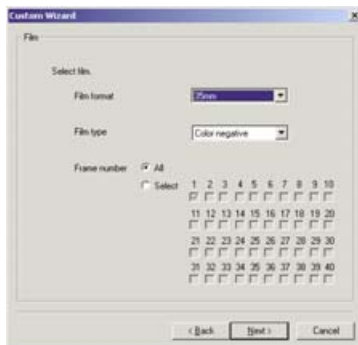 Custom Wizard
Film
Select film.
Film format 35mm
Film type Color negative
Frame number All
Select 1 2 3 4 5 6 7 8 9 10
11 12 13 14 15 16 17 18 19 20
21 22 23 24 25 26 27 28 29 30
31 32 33 34 35 36 37 38 39 40
< Back Next > Cancel